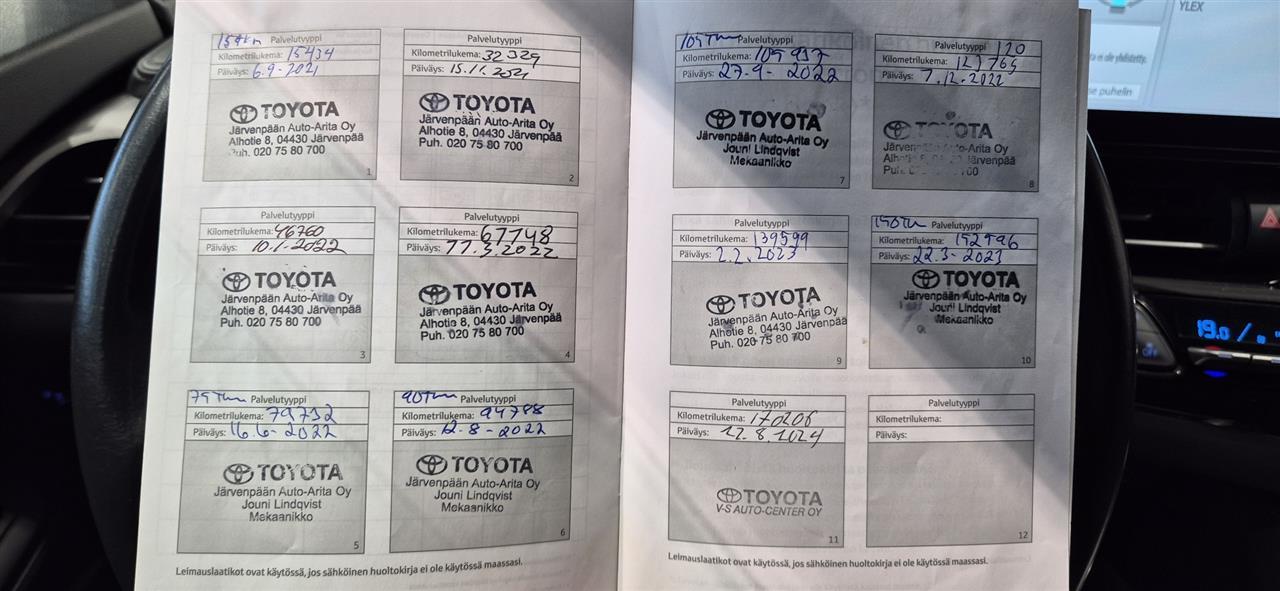 15tkm Palvelutyyppi
Kilometrilukema: 15434
Päiväys: 6.9-2021
TOYOTA
Järvenpään Auto-Arita Oy
Alhotie 8, 04430 Järvenpää
Puh. 020 75 80 700
1
Palvelutyyppi
Kilometrilukema: 32329
Päiväys: 15.11.2021
TOYOTA
Järvenpään Auto-Arita Oy
Alhotie 8, 04430 Järvenpää
Puh. 020 75 80 700
2
Palvelutyyppi
Kilometrilukema: 46760
Päiväys: 10.1-2022
TOYOTA
Järvenpään Auto-Arita Oy
Alhotie 8, 04430 Järvenpää
Puh. 020 75 80 700
3
Palvelutyyppi
Kilometrilukema: 67748
Päiväys: 17.3.2022
TOYOTA
Järvenpään Auto-Arita Oy
Alhotie 8, 04430 Järvenpää
Puh. 020 75 80 700
4
75Tkm Palvelutyyppi
Kilometrilukema: 79732
Päiväys: 16.6-2022
TOYOTA
Järvenpään Auto-Arita Oy
Jouni Lindqvist
Mekaanikko
5
90Tkm Palvelutyyppi
Kilometrilukema: 94788
Päiväys: 12.8-2022
TOYOTA
Järvenpään Auto-Arita Oy
Jouni Lindqvist
Mekaanikko
6
Leimauslaatikot ovat käytössä, jos sähköinen huoltokirja ei ole käytössä maassasi.
105Tkm Palvelutyyppi
Kilometrilukema: 109937
Päiväys: 27-9-2022
TOYOTA
Järvenpään Auto-Arita Oy
Jouni Lindqvist
Mekaanikko
7
Palvelutyyppi 120
Kilometrilukema: 123765
Päiväys: 7.12.2022
TOYOTA
Järvenpään Auto-Arita Oy
Järvenpää
8
Palvelutyyppi
Kilometrilukema: 139599
Päiväys: 2.2.2023
TOYOTA
Järvenpään Auto-Arita Oy
Alhotie 8, 04430 Järvenpää
Puh. 020 75 80 700
9
150Tkm Palvelutyyppi
Kilometrilukema: 152596
Päiväys: 22.3-2023
TOYOTA
Järvenpään Auto-Arita Oy
Jouni Lindqvist
Mekaanikko
10
Palvelutyyppi
Kilometrilukema: 170206
Päiväys: 12.8.2024
TOYOTA
V-S AUTO-CENTER OY
11
Palvelutyyppi
Kilometrilukema:
Päiväys:
12
Leimauslaatikot ovat käytössä, jos sähköinen huoltokirja ei ole käytössä maassasi.
YLEX
ei ole yhdistetty.
puhelin
19.0